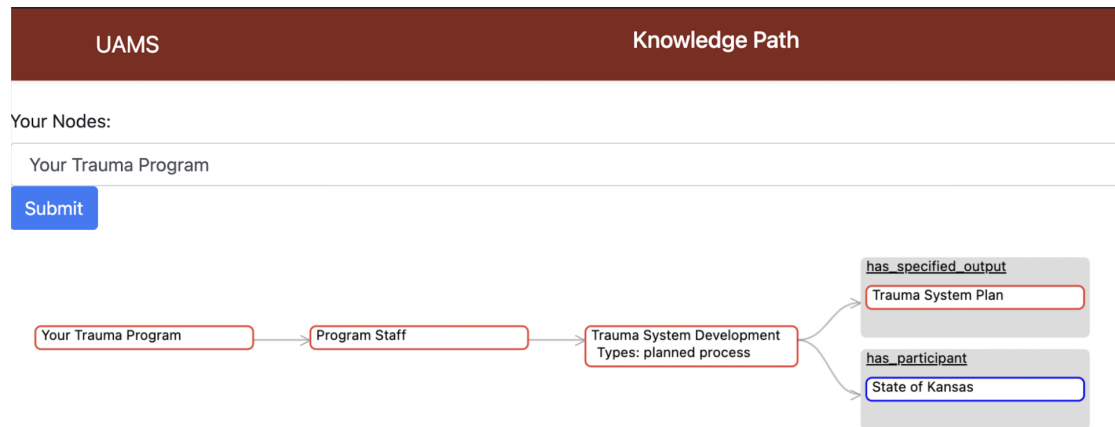 UAMS
Knowledge Path
Your Nodes:
Your Trauma Program
Submit
Your Trauma Program
Program Staff
Trauma System Development
Types: planned process
has_specified_output
Trauma System Plan
has_participant
State of Kansas